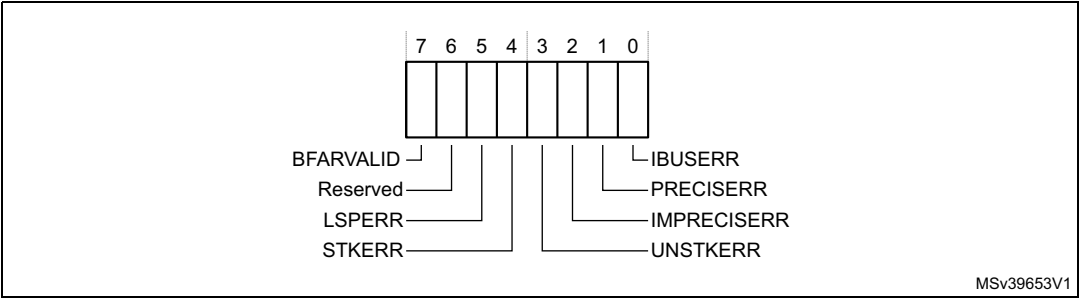 7 6 5 4 3 2 1 0
BFARVALID IBUSERR
Reserved PRECISERR
LSPERR IMPRECISERR
STKERR UNSTKERR
MSv39653V1